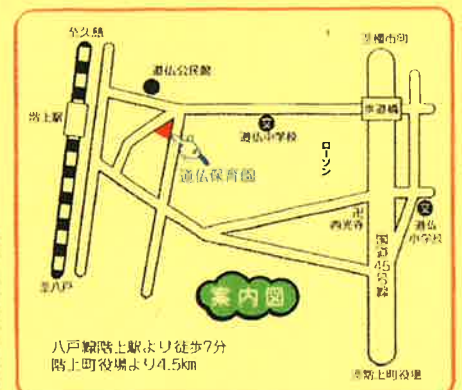 至久慈
至種市町
道仏公民館
歩道橋
階上駅
道仏中学校
ローソン
道仏保育園
卍
西光寺
文
道仏
小学校
国道45号線
案内図
至八戸
八戸線階上駅より徒歩7分
階上町役場より4.5km
至階上町役場